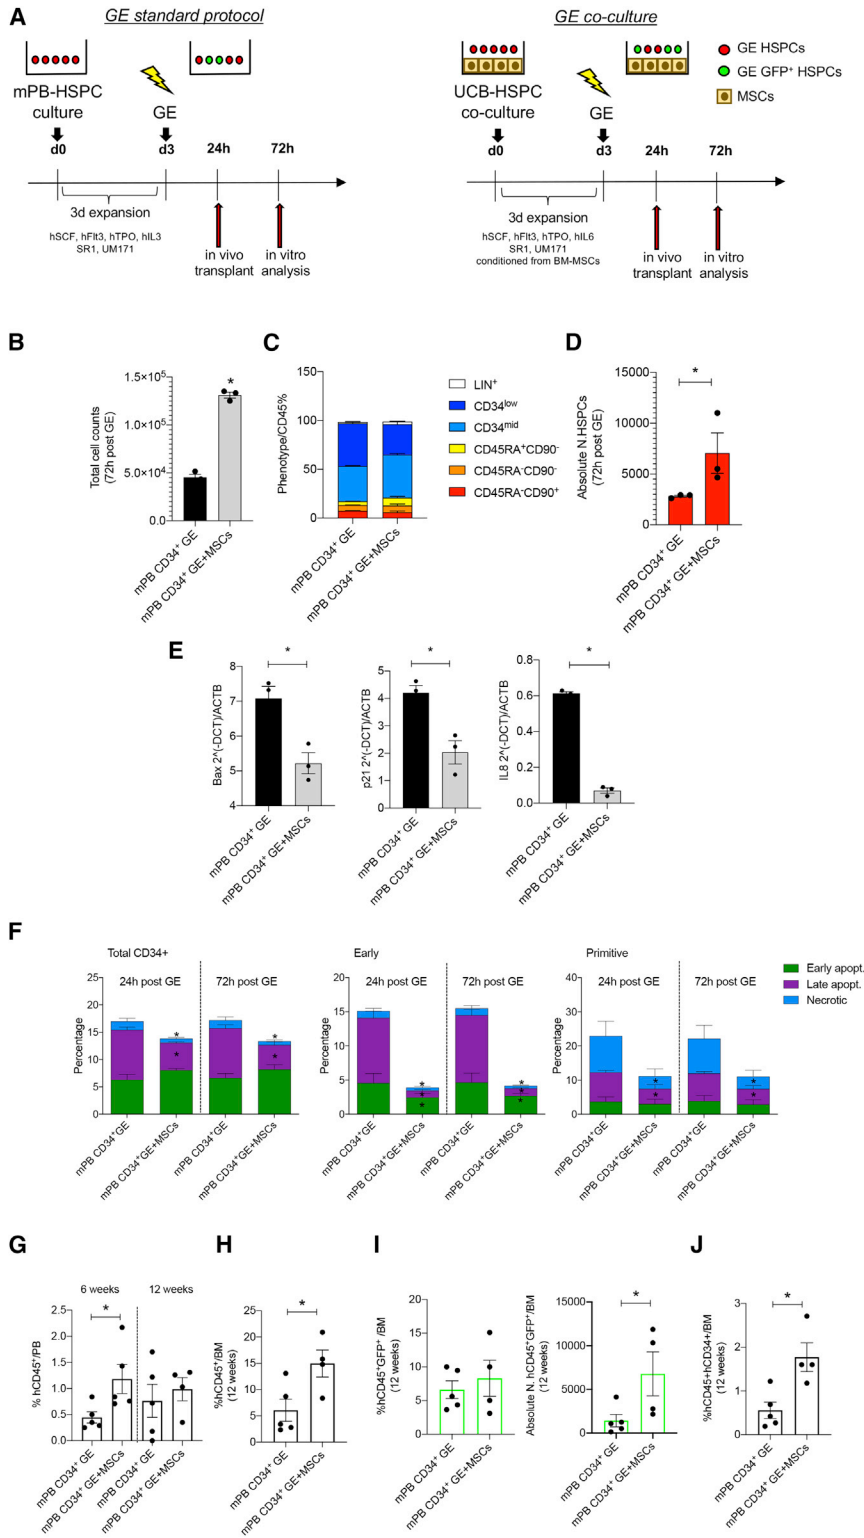 A
GE standard protocol
mPB-HSPC
culture
GE
d0
d3
24h
72h
3d expansion
hSCF, hFlt3, hTPO, hIL3
SR1, UM171
in vivo
transplant
in vitro
analysis
GE co-culture
UCB-HSPC
co-culture
GE
d0
d3
24h
72h
3d expansion
hSCF, hFlt3, hTPO, hIL6
SR1, UM171
conditioned from BM-MSCs
in vivo
transplant
in vitro
analysis
GE HSPCs
GE GFP⁺ HSPCs
MSCs
B
Total cell counts
(72h post GE)
1.5×10⁵
1.0×10⁵
5.0×10⁴
0.0
*
mPB CD34⁺ GE
mPB CD34⁺ GE+MSCs
C
Phenotype/CD45%
150
100
50
0
mPB CD34⁺ GE
mPB CD34⁺ GE+MSCs
LIN⁺
CD34ˡᵒʷ
CD34ᵐⁱᵈ
CD45RA⁺CD90⁻
CD45RA⁻CD90⁻
CD45RA⁻CD90⁺
D
Absolute N.HSPCs
(72h post GE)
15000
10000
5000
0
*
mPB CD34⁺ GE
mPB CD34⁺ GE+MSCs
E
Bax 2^(-DCT)/ACTB
8
7
6
5
4
*
mPB CD34⁺ GE
mPB CD34⁺ GE+MSCs
p21 2^(-DCT)/ACTB
5
4
3
2
1
0
*
mPB CD34⁺ GE
mPB CD34⁺ GE+MSCs
IL8 2^(-DCT)/ACTB
0.8
0.6
0.4
0.2
0.0
*
mPB CD34⁺ GE
mPB CD34⁺ GE+MSCs
F
Total CD34+
24h post GE
72h post GE
Percentage
25
20
15
10
5
0
*
*
*
*
mPB CD34⁺GE
mPB CD34⁺GE+MSCs
mPB CD34⁺GE
mPB CD34⁺GE+MSCs
Early
24h post GE
72h post GE
Percentage
20
15
10
5
0
*
*
*
*
*
*
mPB CD34⁺GE
mPB CD34⁺GE+MSCs
mPB CD34⁺GE
mPB CD34⁺GE+MSCs
Primitive
24h post GE
72h post GE
Percentage
40
30
20
10
0
*
*
*
*
mPB CD34⁺GE
mPB CD34⁺GE+MSCs
mPB CD34⁺GE
mPB CD34⁺GE+MSCs
Early apopt.
Late apopt.
Necrotic
G
6 weeks
12 weeks
% hCD45⁺/PB
2.5
2.0
1.5
1.0
0.5
0.0
*
mPB CD34⁺ GE
mPB CD34⁺ GE+MSCs
mPB CD34⁺ GE
mPB CD34⁺ GE+MSCs
H
%hCD45⁺/BM
(12 weeks)
25
20
15
10
5
0
*
mPB CD34⁺ GE
mPB CD34⁺ GE+MSCs
I
%hCD45⁺GFP⁺ /BM
(12 weeks)
20
15
10
5
0
mPB CD34⁺ GE
mPB CD34⁺ GE+MSCs
Absolute N. hCD45⁺GFP⁺/BM
(12 weeks)
15000
10000
5000
0
*
mPB CD34⁺ GE
mPB CD34⁺ GE+MSCs
J
%hCD45+hCD34+/BM
(12 weeks)
3
2
1
0
*
mPB CD34⁺ GE
mPB CD34⁺ GE+MSCs